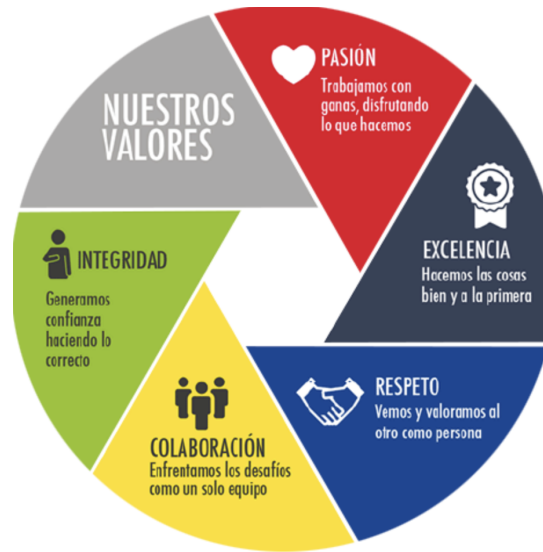 NUESTROS
VALORES
PASIÓN
Trabajamos con
ganas, disfrutando
lo que hacemos
EXCELENCIA
Hacemos las cosas
bien y a la primera
RESPETO
Vemos y valoramos al
otro como persona
COLABORACIÓN
Enfrentamos los desafíos
como un solo equipo
INTEGRIDAD
Generamos
confianza
haciendo lo
correcto